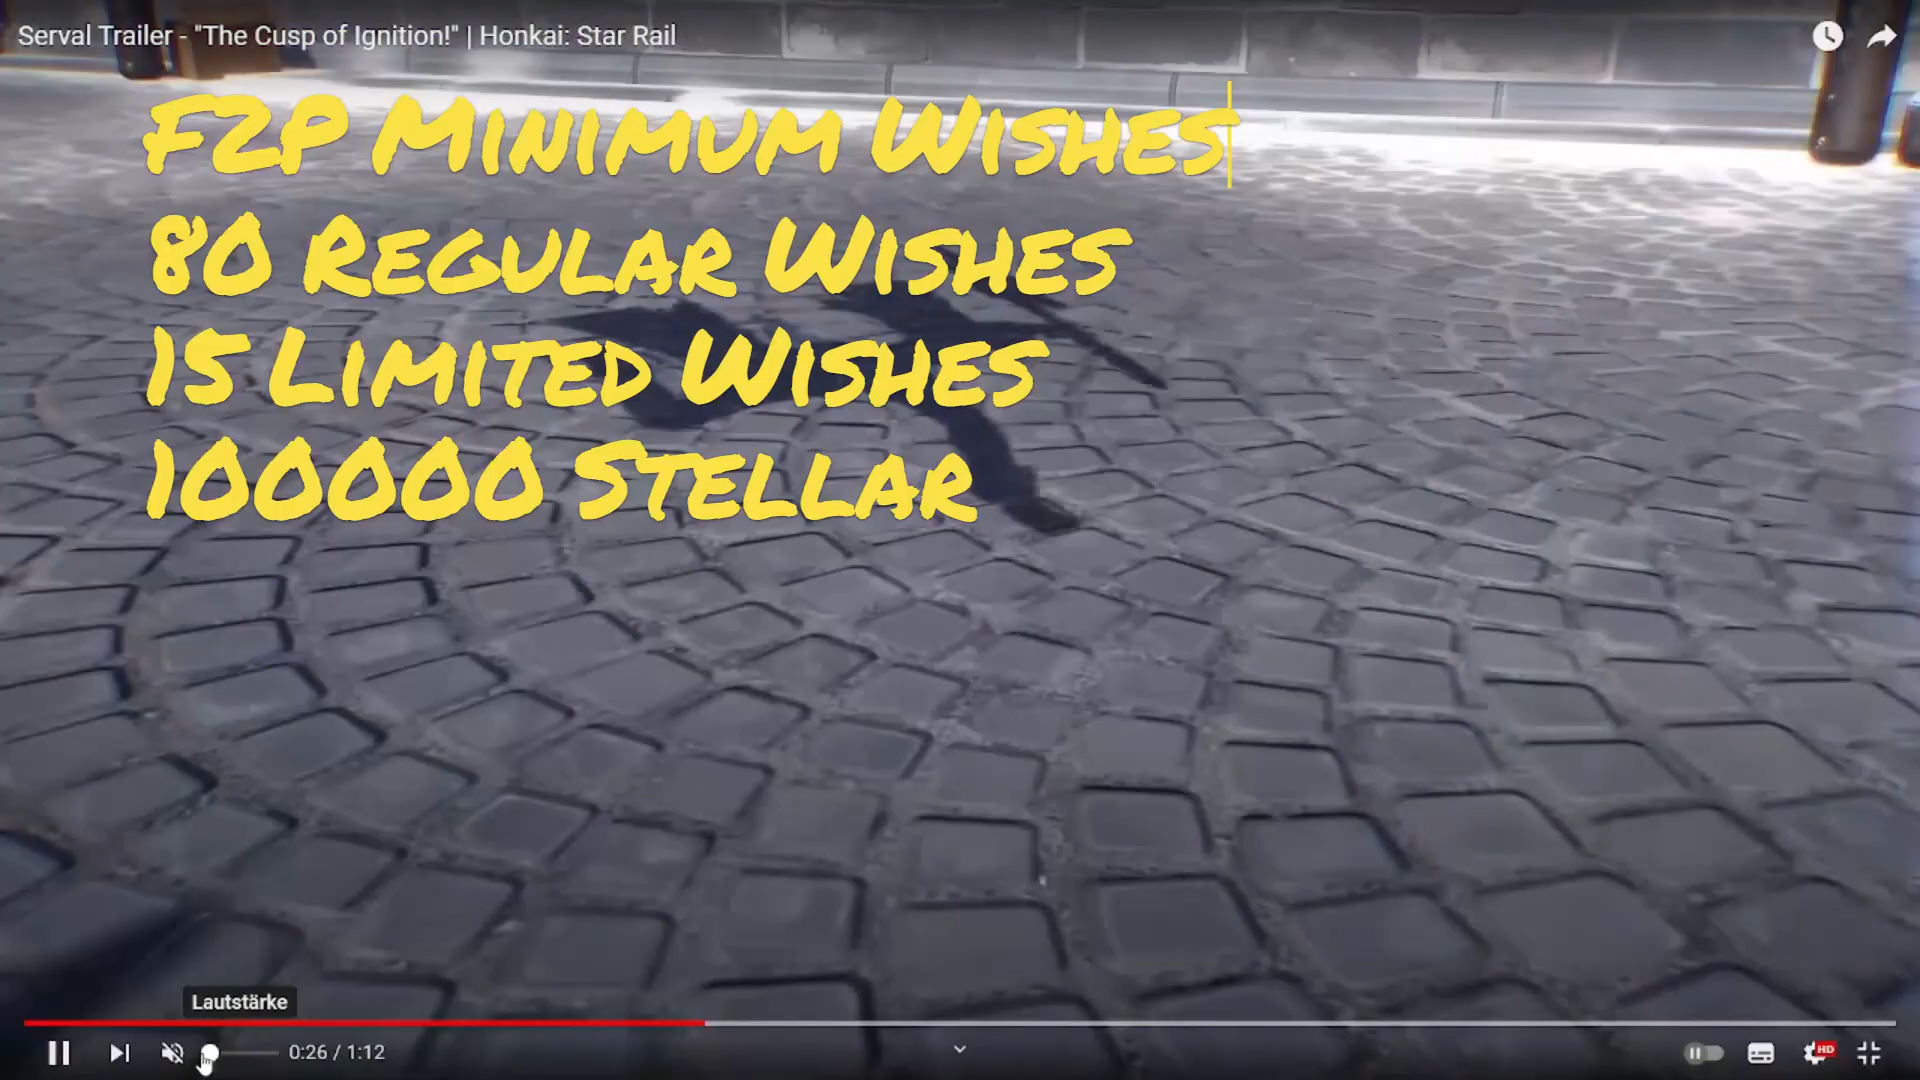 Serval Trailer - "The Cusp of Ignition!" | Honkai: Star Rail
F2P Minimum Wishes
80 Regular Wishes
15 Limited Wishes
100000 Stellar
Lautstärke
0:26 / 1:12
HD